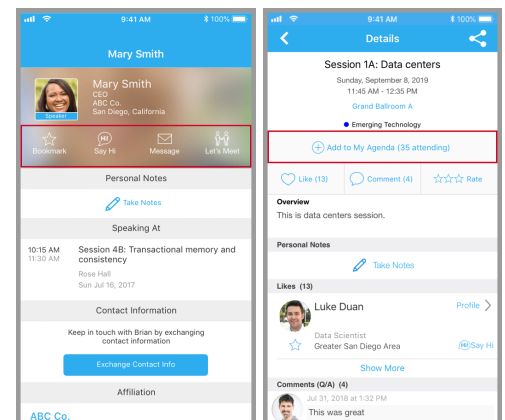 9:41 AM
100%
Mary Smith
Mary Smith
CEO
ABC Co.
San Diego, California
Speaker
Bookmark
Hi!
Say Hi
Message
Let's Meet
Personal Notes
Take Notes
Speaking At
10:15 AM
11:30 AM
Session 4B: Transactional memory and
consistency
Rose Hall
Sun Jul 16, 2017
Contact Information
Keep in touch with Brian by exchanging
contact information
Exchange Contact Info
Affiliation
ABC Co.
9:41 AM
100%
Details
Session 1A: Data centers
Sunday, September 8, 2019
11:45 AM - 12:35 PM
Grand Ballroom A
Emerging Technology
Add to My Agenda (35 attending)
Like (13)
Comment (4)
Rate
Overview
This is data centers session.
Personal Notes
Take Notes
Likes (13)
Luke Duan
Profile
Data Scientist
Greater San Diego Area
Hi! Say Hi
Show More
Comments (Q/A) (4)
Jul 31, 2018 at 1:32 PM
This was great